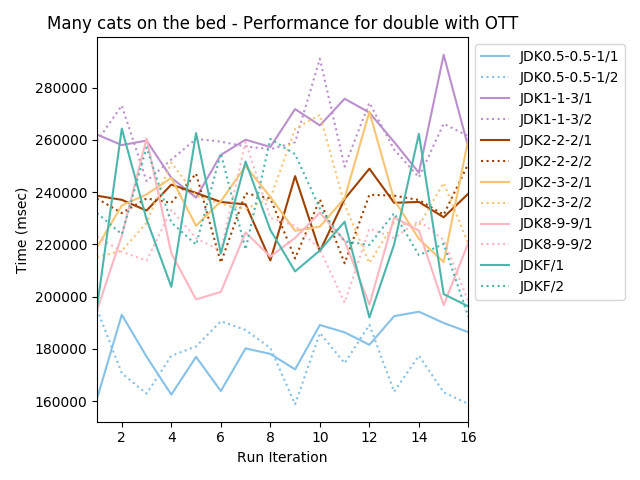 Many cats on the bed - Performance for double with OTT
Time (msec)
280000
260000
240000
220000
200000
180000
160000
2 4 6 8 10 12 14 16
Run Iteration
JDK0.5-0.5-1/1
JDK0.5-0.5-1/2
JDK1-1-3/1
JDK1-1-3/2
JDK2-2-2/1
JDK2-2-2/2
JDK2-3-2/1
JDK2-3-2/2
JDK8-9-9/1
JDK8-9-9/2
JDKF/1
JDKF/2